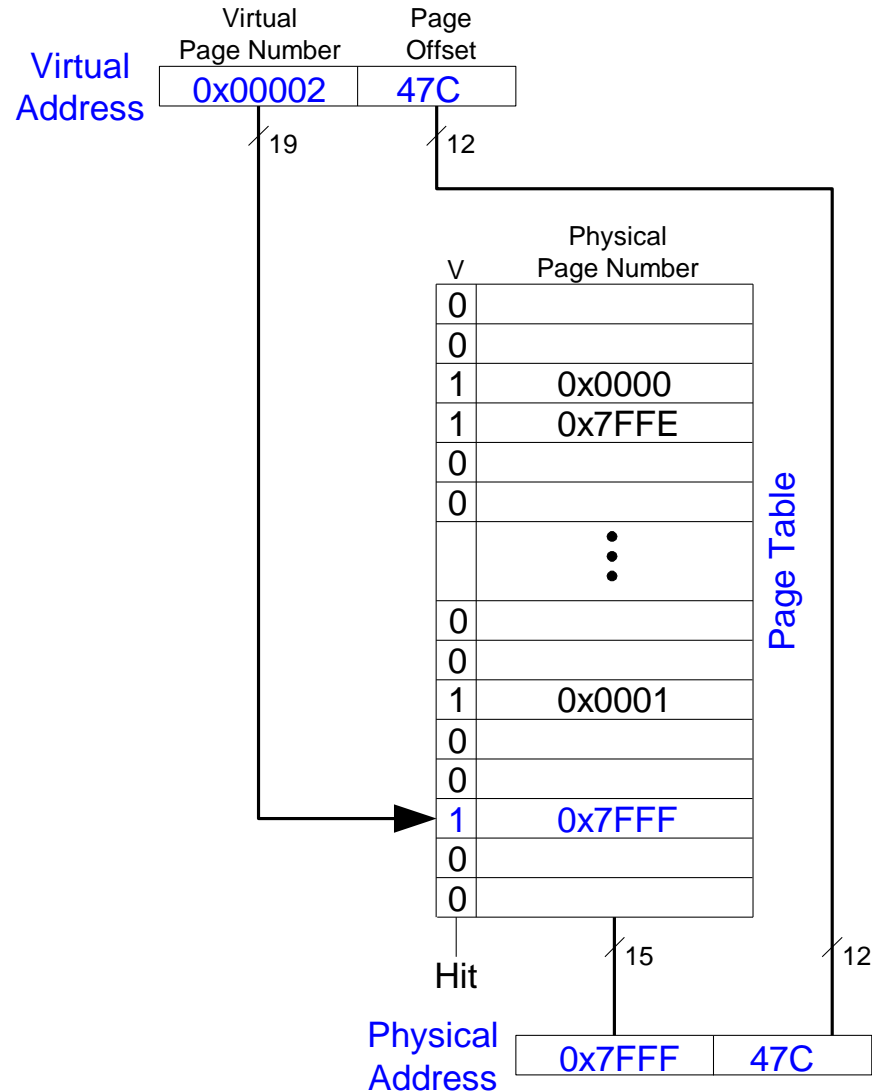 Virtual Page
Page Number Offset
Virtual
Address
0x00002 47C
19 12
Physical
V Page Number
0
0
1 0x0000
1 0x7FFE
0
0
Page Table
0
0
1 0x0001
0
0
1 0x7FFF
0
0
15 12
Hit
Physical
Address
0x7FFF 47C